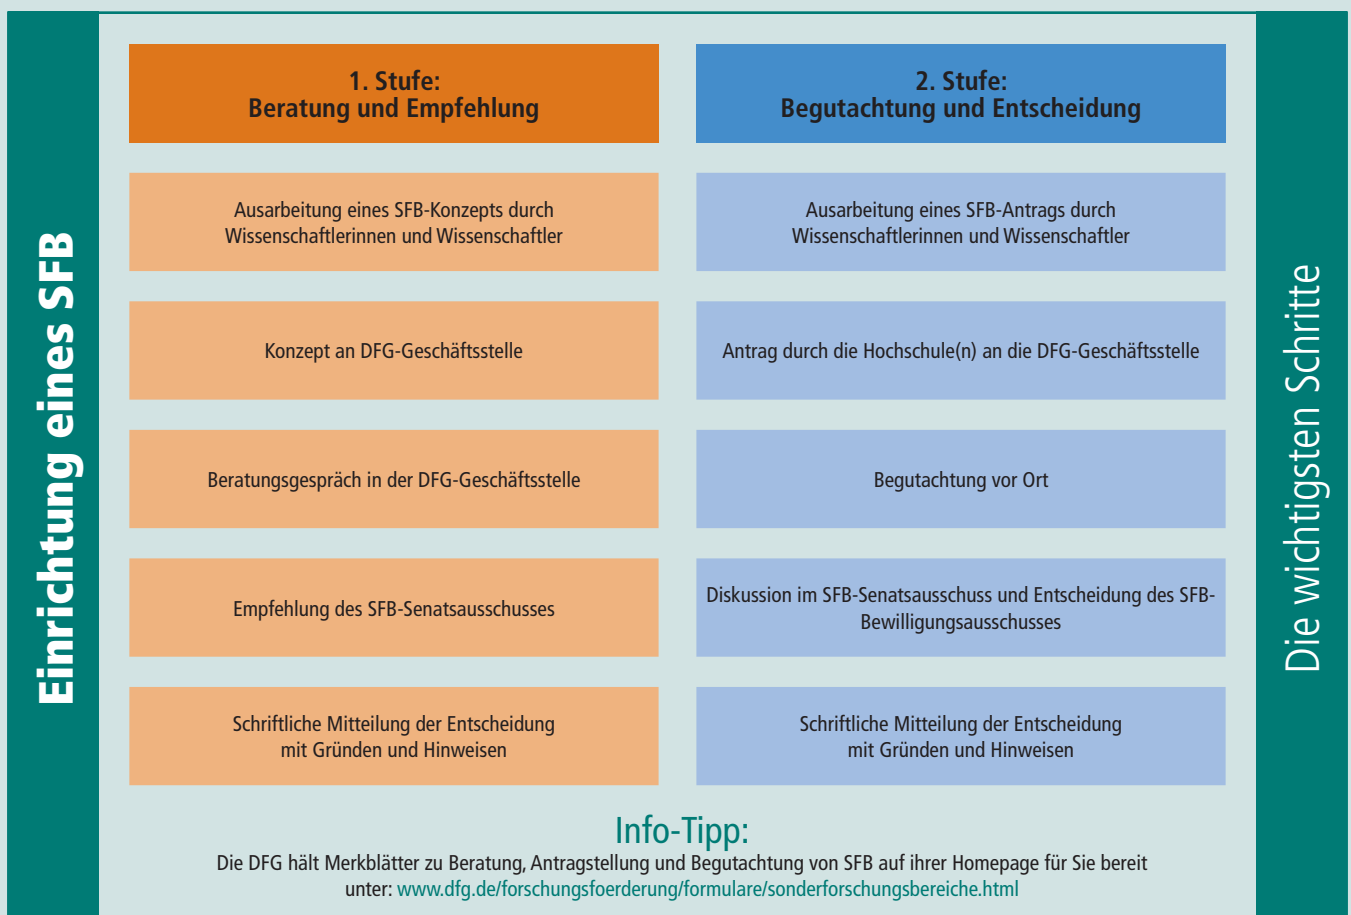 Einrichtung eines SFB
1. Stufe:
Beratung und Empfehlung
Ausarbeitung eines SFB-Konzepts durch
Wissenschaftlerinnen und Wissenschaftler
Konzept an DFG-Geschäftsstelle
Beratungsgespräch in der DFG-Geschäftsstelle
Empfehlung des SFB-Senatsausschusses
Schriftliche Mitteilung der Entscheidung
mit Gründen und Hinweisen
2. Stufe:
Begutachtung und Entscheidung
Ausarbeitung eines SFB-Antrags durch
Wissenschaftlerinnen und Wissenschaftler
Antrag durch die Hochschule(n) an die DFG-Geschäftsstelle
Begutachtung vor Ort
Diskussion im SFB-Senatsausschuss und Entscheidung des SFB-
Bewilligungsausschusses
Schriftliche Mitteilung der Entscheidung
mit Gründen und Hinweisen
Die wichtigsten Schritte
Info-Tipp:
Die DFG hält Merkblätter zu Beratung, Antragstellung und Begutachtung von SFB auf ihrer Homepage für Sie bereit
unter: www.dfg.de/forschungsfoerderung/formulare/sonderforschungsbereiche.html